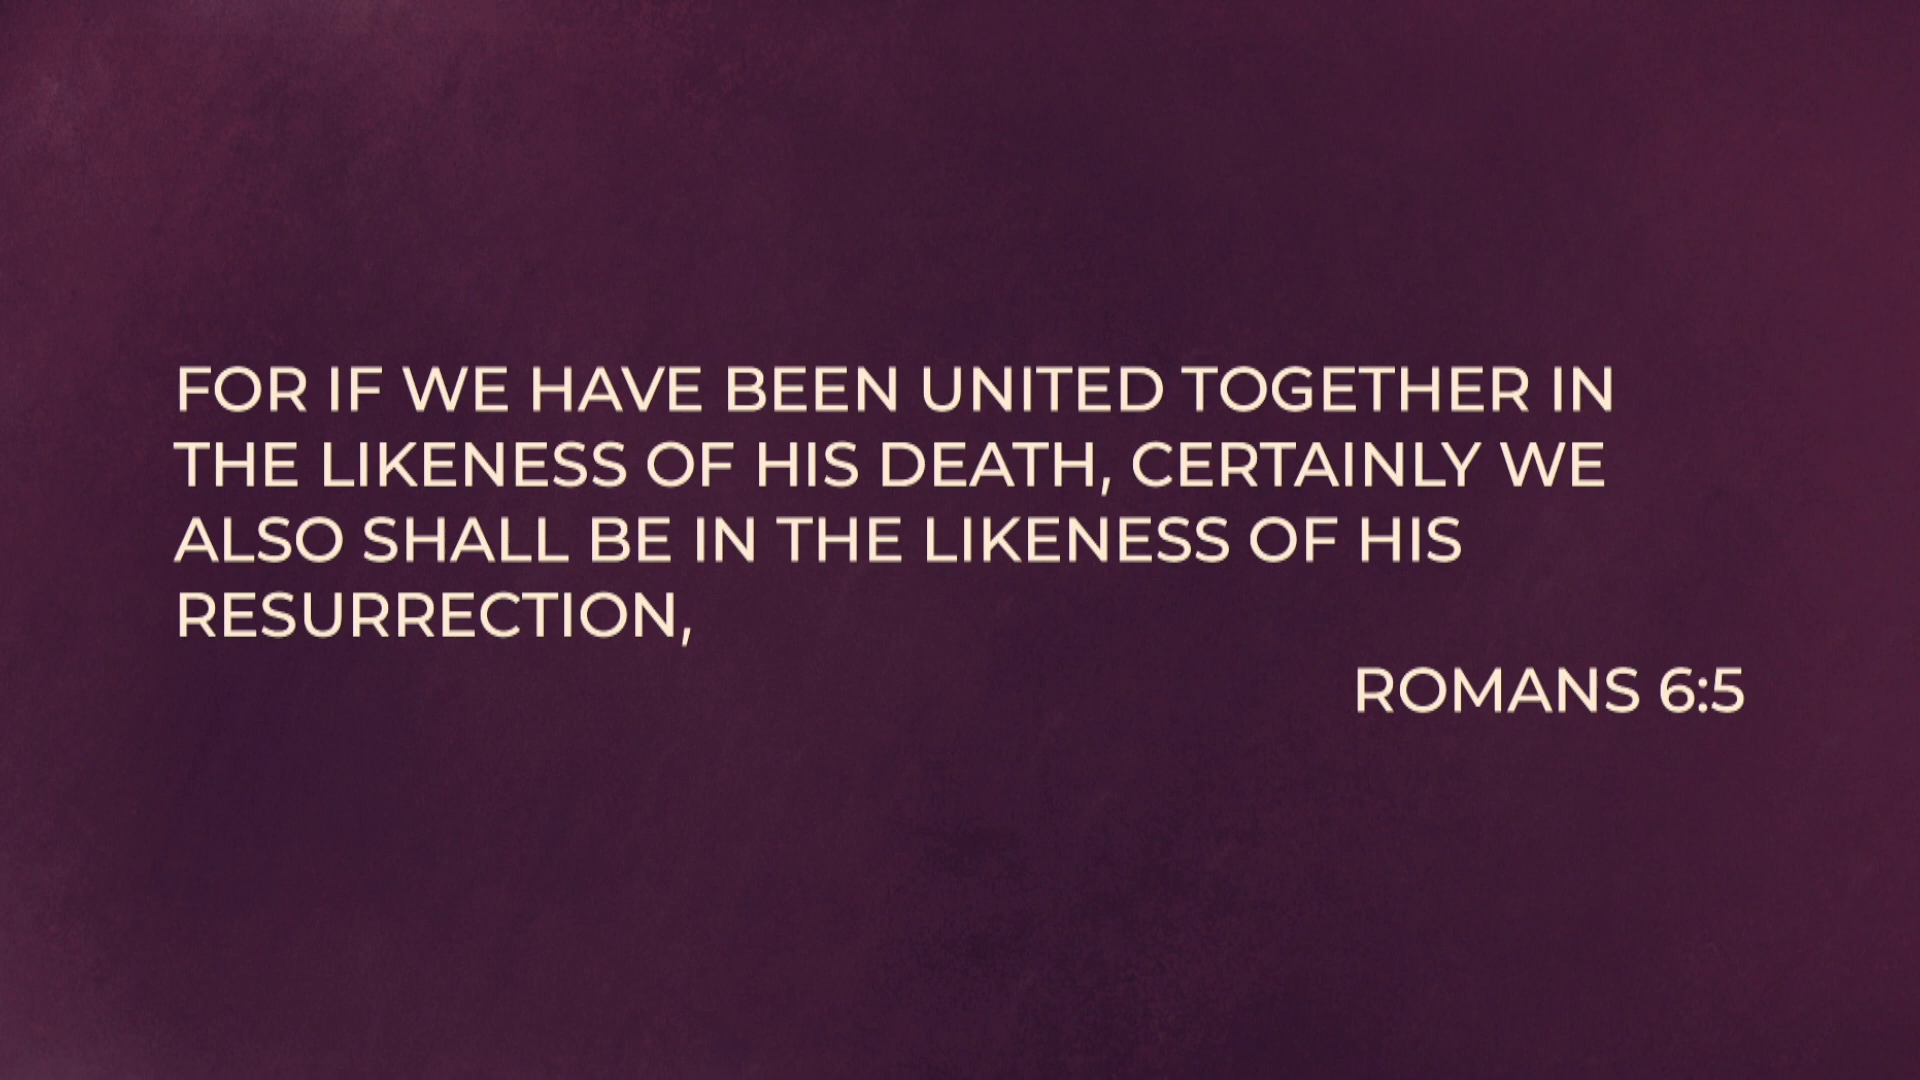 FOR IF WE HAVE BEEN UNITED TOGETHER IN
THE LIKENESS OF HIS DEATH, CERTAINLY WE
ALSO SHALL BE IN THE LIKENESS OF HIS
RESURRECTION,
ROMANS 6:5